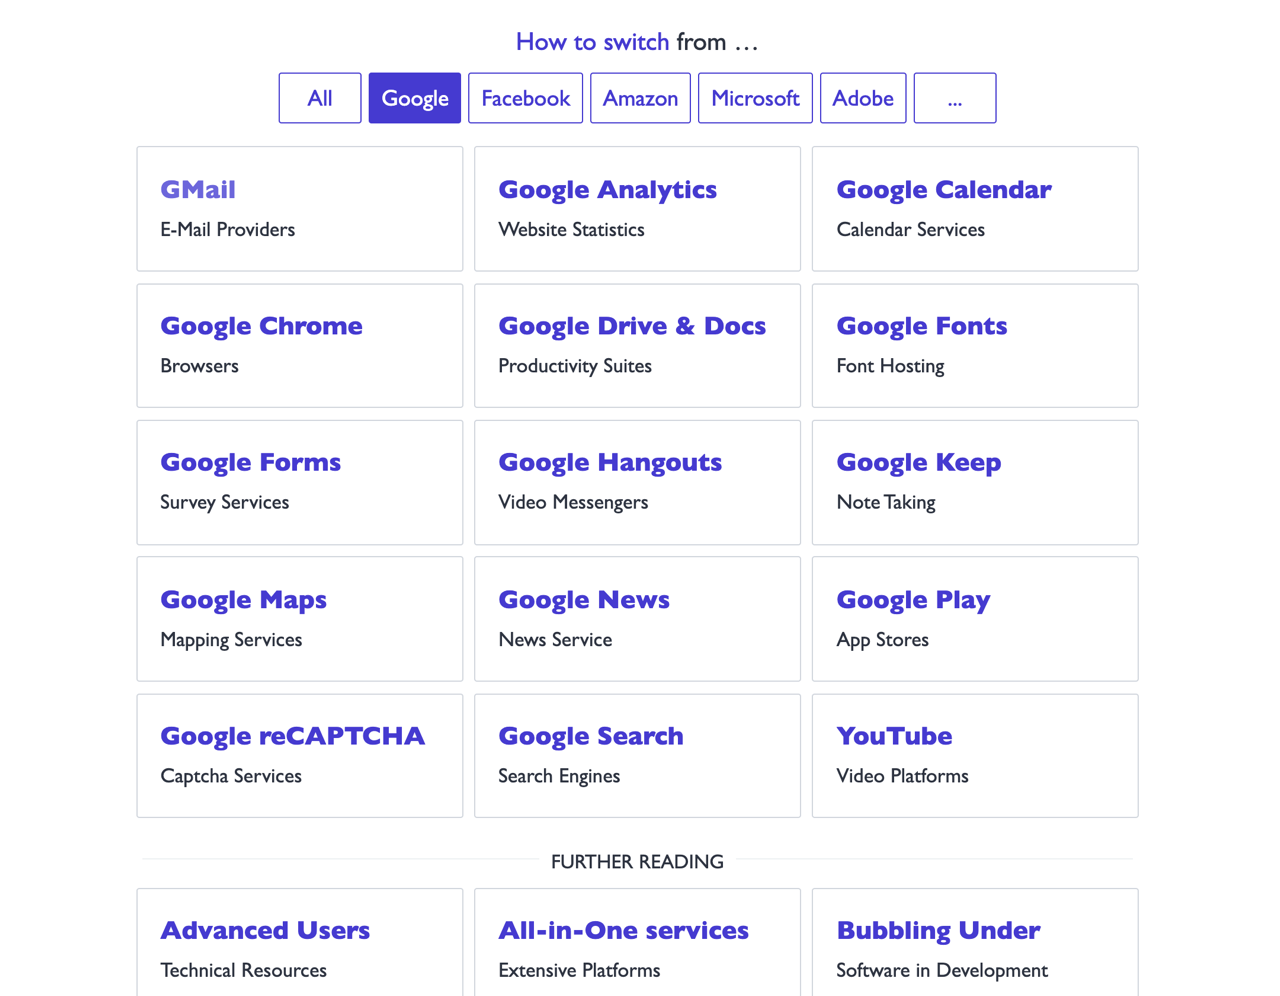 How to switch from …
All
Google
Facebook
Amazon
Microsoft
Adobe
...
GMail
E-Mail Providers
Google Analytics
Website Statistics
Google Calendar
Calendar Services
Google Chrome
Browsers
Google Drive & Docs
Productivity Suites
Google Fonts
Font Hosting
Google Forms
Survey Services
Google Hangouts
Video Messengers
Google Keep
Note Taking
Google Maps
Mapping Services
Google News
News Service
Google Play
App Stores
Google reCAPTCHA
Captcha Services
Google Search
Search Engines
YouTube
Video Platforms
FURTHER READING
Advanced Users
Technical Resources
All-in-One services
Extensive Platforms
Bubbling Under
Software in Development